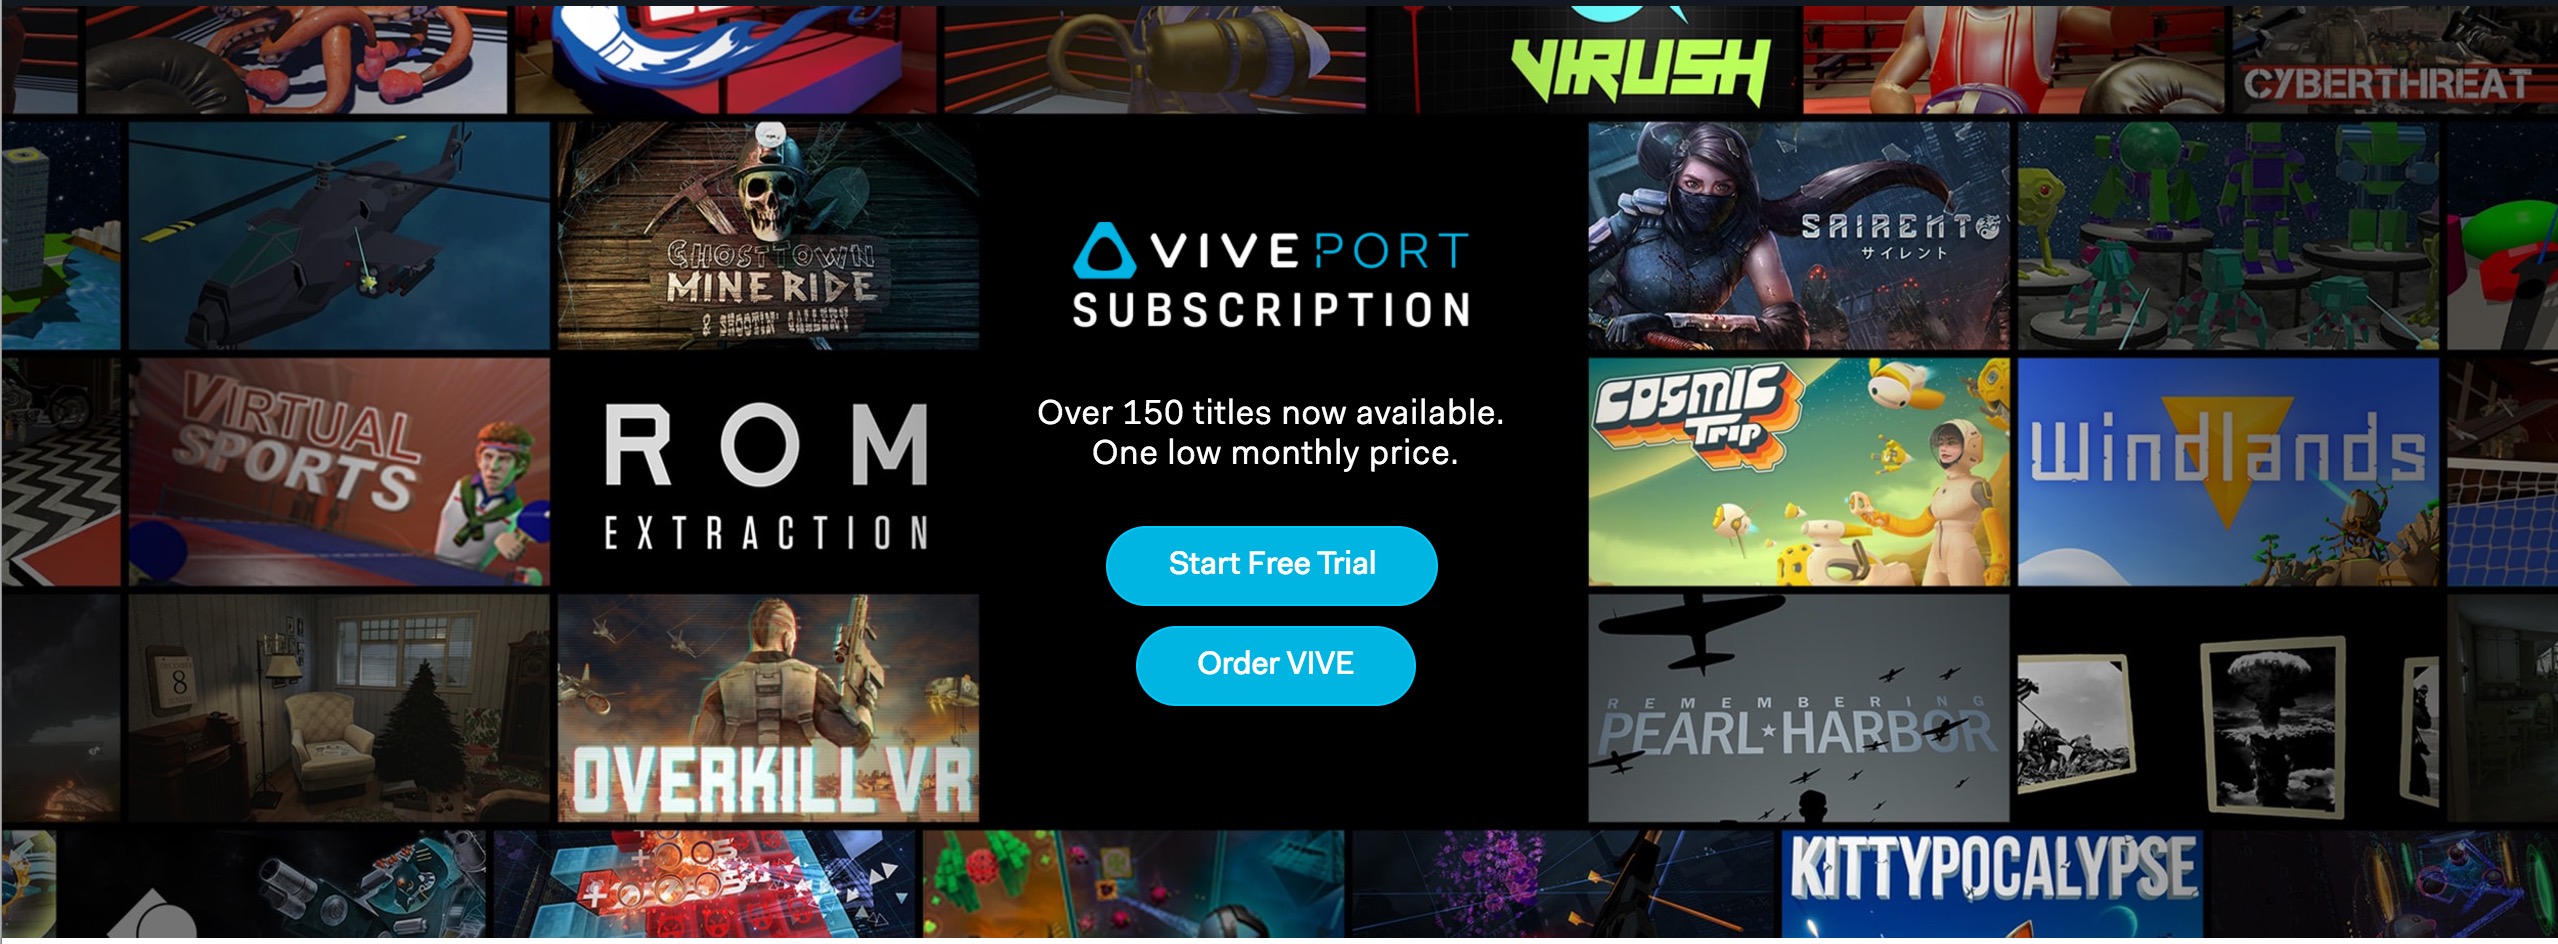 VIRUSH
CYBERTHREAT
GHOST TOWN
MINE RIDE
& SHOOTIN' GALLERY
VIVEPORT
SUBSCRIPTION
SAIRENTO
サイレント
VIRTUAL
SPORTS
ROM
EXTRACTION
Over 150 titles now available.
One low monthly price.
COSMIC
Trip
Windlands
Start Free Trial
Order VIVE
8
OVERKILL VR
REMEMBERING
PEARL★HARBOR
KITTYPOCALYPSE